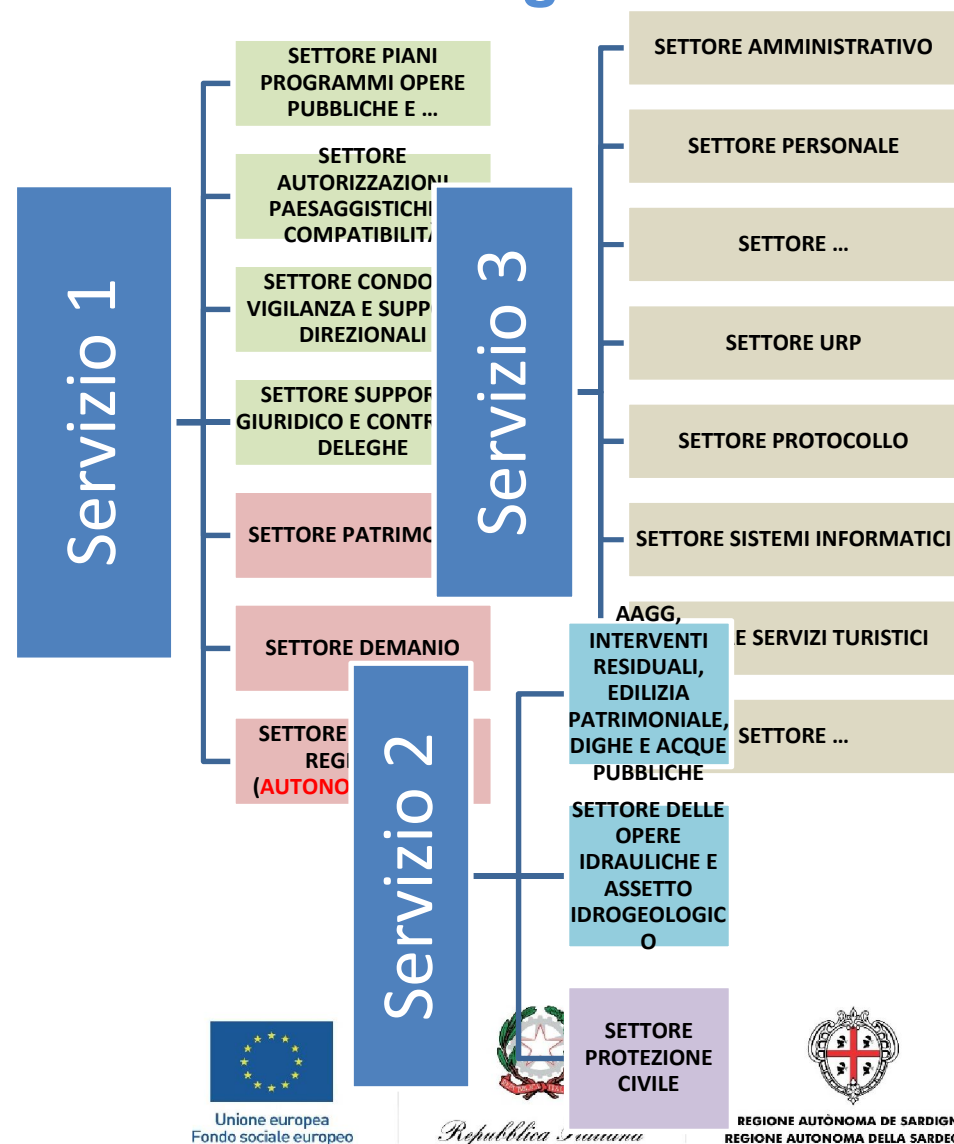 Servizio 1
SETTORE PIANI
PROGRAMMI OPERE
PUBBLICHE E ...
SETTORE
AUTORIZZAZIONI
PAESAGGISTICHE
COMPATIBILITÀ
SETTORE CONDO
VIGILANZA E SUPP
DIREZIONALI
SETTORE SUPPOR
GIURIDICO E CONTR
DELEGHE
SETTORE PATRIMO
SETTORE DEMANIO
SETTORE
REGI
(AUTONO
Servizio 3
SETTORE AMMINISTRATIVO
SETTORE PERSONALE
SETTORE ...
SETTORE URP
SETTORE PROTOCOLLO
SETTORE SISTEMI INFORMATICI
E SERVIZI TURISTICI
SETTORE ...
Servizio 2
AAGG,
INTERVENTI
RESIDUALI,
EDILIZIA
PATRIMONIALE,
DIGHE E ACQUE
PUBBLICHE
SETTORE DELLE
OPERE
IDRAULICHE E
ASSETTO
IDROGEOLOGIC
O
SETTORE
PROTEZIONE
CIVILE
Unione europea
Fondo sociale europeo
Repubblica
REGIONE AUTÒNOMA DE SARDIGN
REGIONE AUTONOMA DELLA SARDEG